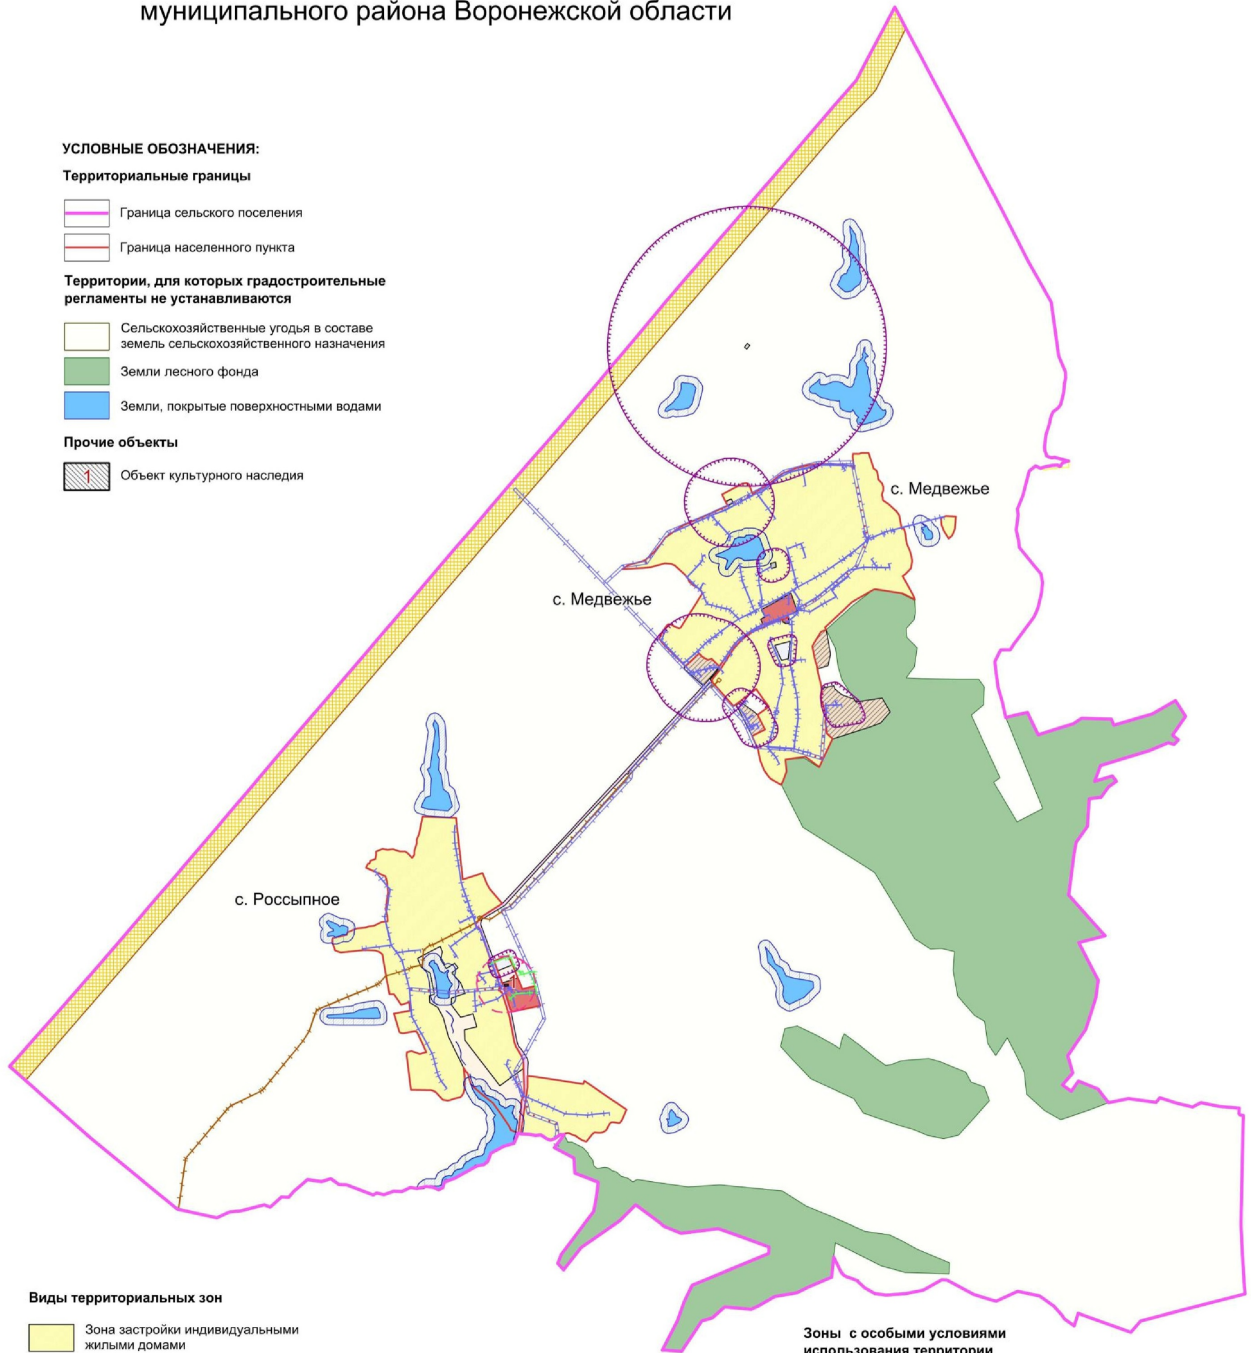 муниципального района Воронежской области
УСЛОВНЫЕ ОБОЗНАЧЕНИЯ:
Территориальные границы
Граница сельского поселения
Граница населенного пункта
Территории, для которых градостроительные
регламенты не устанавливаются
Сельскохозяйственные угодья в составе
земель сельскохозяйственного назначения
Земли лесного фонда
Земли, покрытые поверхностными водами
Прочие объекты
1
Объект культурного наследия
с. Медвежье
с. Медвежье
с. Россыпное
Виды территориальных зон
Зона застройки индивидуальными
жилыми домами
Зоны с особыми условиями
использования территории